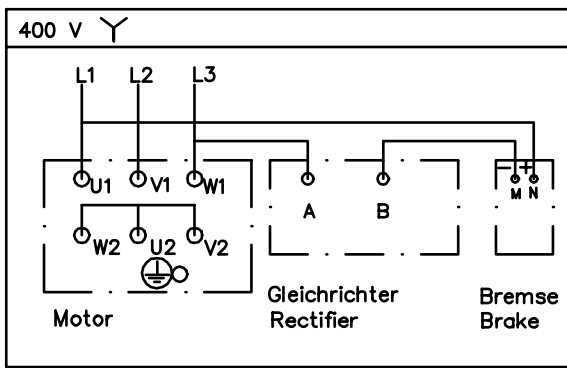 400 V
L1 L2 L3
U1 V1 W1
- +
M N
A B
W2 U2 V2
Motor
Gleichrichter
Rectifier
Bremse
Brake